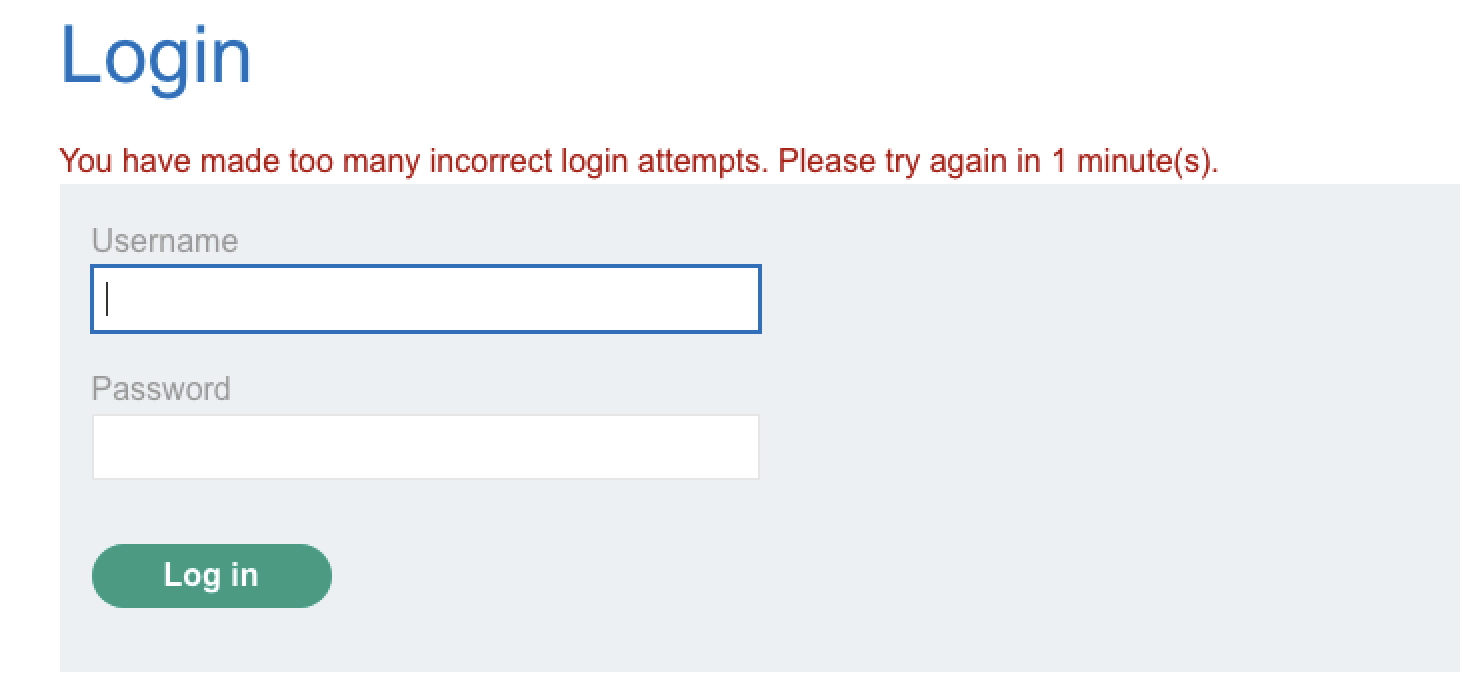 Login
You have made too many incorrect login attempts. Please try again in 1 minute(s).
Username
Password
Log in